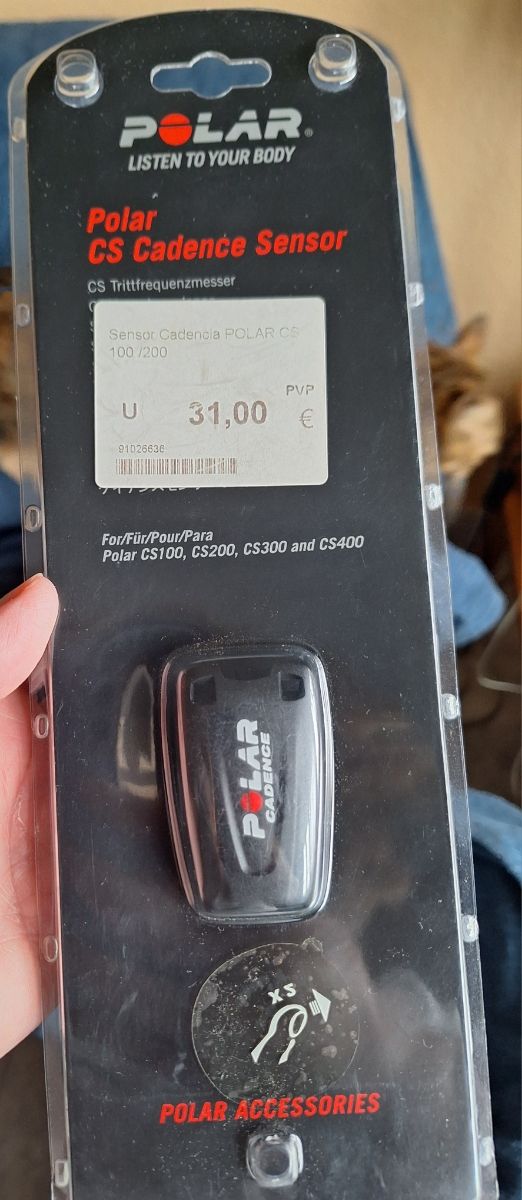 POLAR®
LISTEN TO YOUR BODY
Polar
CS Cadence Sensor
CS Trittfrequenzmesser
Sensor Cadencia POLAR CS
100 /200
PVP
U 31,00 €
91026636
For/Für/Pour/Para
Polar CS100, CS200, CS300 and CS400
POLAR
CADENCE
XS
POLAR ACCESSORIES